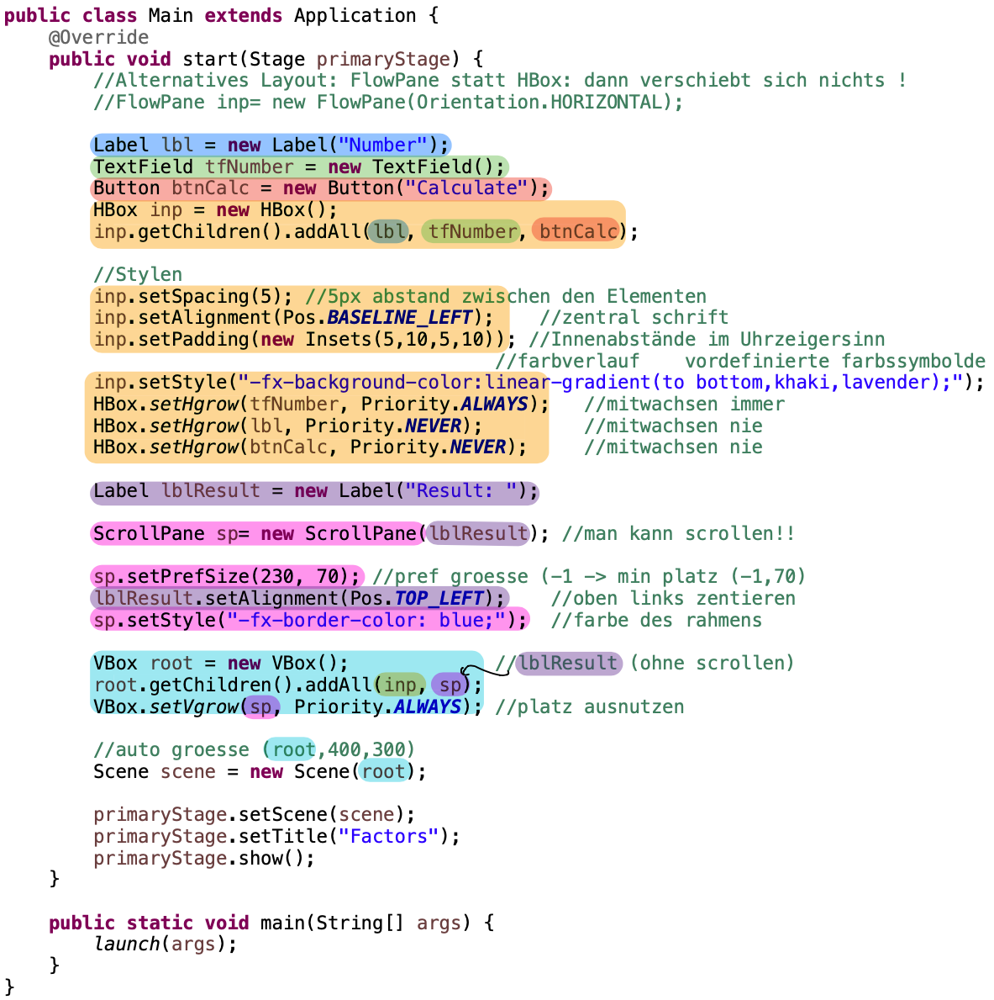 public class Main extends Application {
@Override
public void start(Stage primaryStage) {
//Alternatives Layout: FlowPane statt HBox: dann verschiebt sich nichts !
//FlowPane inp= new FlowPane(Orientation.HORIZONTAL);
Label lbl = new Label("Number");
TextField tfNumber = new TextField();
Button btnCalc = new Button("Calculate");
HBox inp = new HBox();
inp.getChildren().addAll(lbl, tfNumber, btnCalc);
//Stylen
inp.setSpacing(5); //5px abstand zwischen den Elementen
inp.setAlignment(Pos.BASELINE_LEFT); //zentral schrift
inp.setPadding(new Insets(5,10,5,10)); //Innenabstände im Uhrzeigersinn
//farbverlauf vordefinierte farbssymbolde
inp.setStyle("-fx-background-color:linear-gradient(to bottom,khaki,lavender);");
HBox.setHgrow(tfNumber, Priority.ALWAYS); //mitwachsen immer
HBox.setHgrow(lbl, Priority.NEVER); //mitwachsen nie
HBox.setHgrow(btnCalc, Priority.NEVER); //mitwachsen nie
Label lblResult = new Label("Result: ");
ScrollPane sp= new ScrollPane(lblResult); //man kann scrollen!!
sp.setPrefSize(230, 70); //pref groesse (-1 -> min platz (-1,70)
lblResult.setAlignment(Pos.TOP_LEFT); //oben links zentieren
sp.setStyle("-fx-border-color: blue;"); //farbe des rahmens
VBox root = new VBox(); //lblResult (ohne scrollen)
root.getChildren().addAll(inp, sp);
VBox.setVgrow(sp, Priority.ALWAYS); //platz ausnutzen
//auto groesse (root,400,300)
Scene scene = new Scene(root);
primaryStage.setScene(scene);
primaryStage.setTitle("Factors");
primaryStage.show();
}
public static void main(String[] args) {
launch(args);
}
}